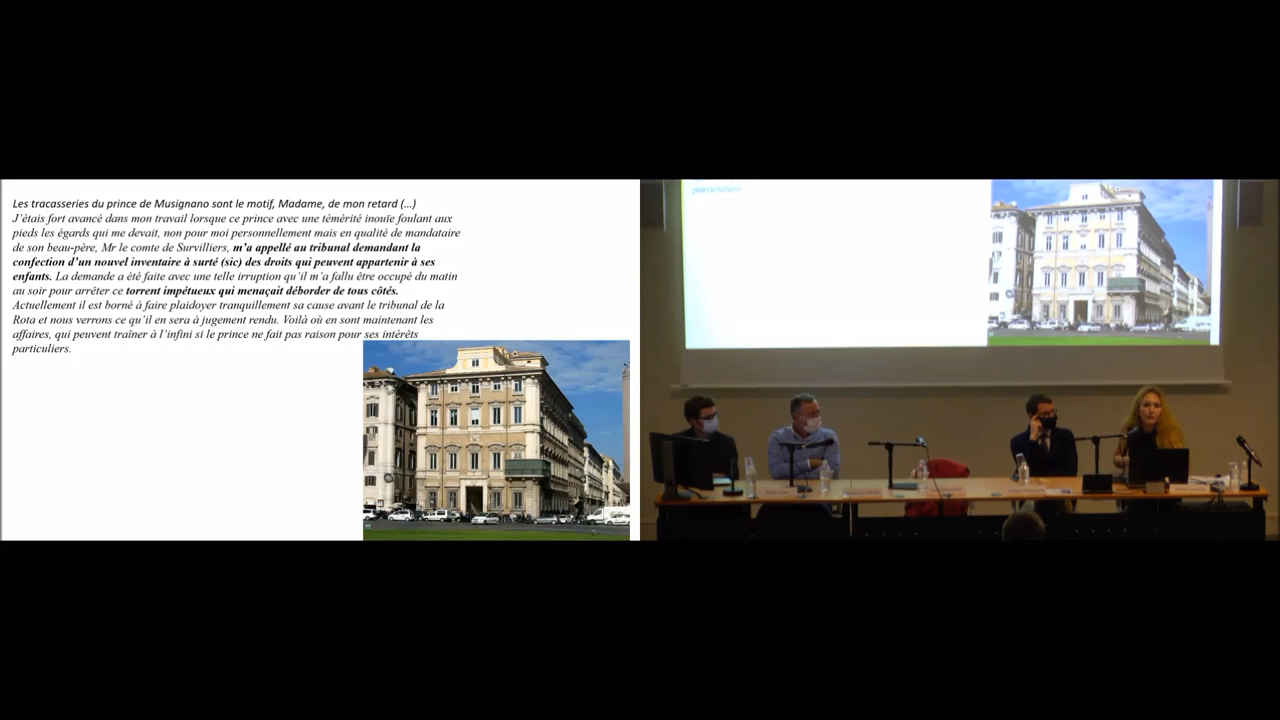 Les tracasseries du prince de Musignano sont le motif, Madame, de mon retard (…)
J'étais fort avancé dans mon travail lorsque ce prince avec une témérité inouïe foulant aux
pieds les égards qui me devait, non pour moi personnellement mais en qualité de mandataire
de son beau-père, Mr le comte de Survilliers, m'a appellé au tribunal demandant la
confection d'un nouvel inventaire à surté (sic) des droits qui peuvent appartenir à ses
enfants. La demande a été faite avec une telle irruption qu'il m'a fallu être occupé du matin
au soir pour arrêter ce torrent impétueux qui menaçait déborder de tous côtés.
Actuellement il est borné à faire plaidoyer tranquillement sa cause avant le tribunal de la
Rota et nous verrons ce qu'il en sera à jugement rendu. Voilà où en sont maintenant les
affaires, qui peuvent traîner à l'infini si le prince ne fait pas raison pour ses intérêts
particuliers.
particuliers.